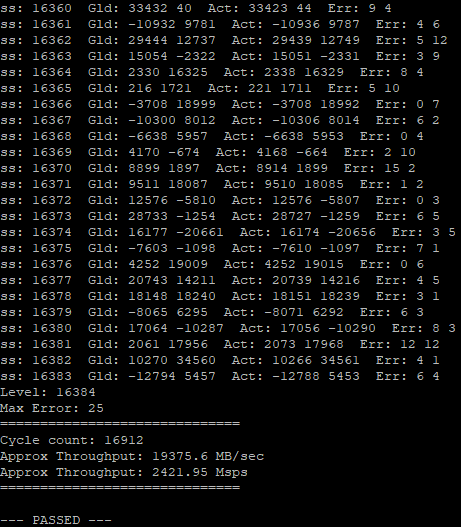 ss: 16360 Gld: 33432 40 Act: 33423 44 Err: 9 4
ss: 16361 Gld: -10932 9781 Act: -10936 9787 Err: 4 6
ss: 16362 Gld: 29444 12737 Act: 29439 12749 Err: 5 12
ss: 16363 Gld: 15054 -2322 Act: 15051 -2331 Err: 3 9
ss: 16364 Gld: 2330 16325 Act: 2338 16329 Err: 8 4
ss: 16365 Gld: 216 1721 Act: 221 1711 Err: 5 10
ss: 16366 Gld: -3708 18999 Act: -3708 18992 Err: 0 7
ss: 16367 Gld: -10300 8012 Act: -10306 8014 Err: 6 2
ss: 16368 Gld: -6638 5957 Act: -6638 5953 Err: 0 4
ss: 16369 Gld: 4170 -674 Act: 4168 -664 Err: 2 10
ss: 16370 Gld: 8899 1897 Act: 8914 1899 Err: 15 2
ss: 16371 Gld: 9511 18087 Act: 9510 18085 Err: 1 2
ss: 16372 Gld: 12576 -5810 Act: 12576 -5807 Err: 0 3
ss: 16373 Gld: 28733 -1254 Act: 28727 -1259 Err: 6 5
ss: 16374 Gld: 16177 -20661 Act: 16174 -20656 Err: 3 5
ss: 16375 Gld: -7603 -1098 Act: -7610 -1097 Err: 7 1
ss: 16376 Gld: 4252 19009 Act: 4252 19015 Err: 0 6
ss: 16377 Gld: 20743 14211 Act: 20739 14216 Err: 4 5
ss: 16378 Gld: 18148 18240 Act: 18151 18239 Err: 3 1
ss: 16379 Gld: -8065 6295 Act: -8071 6292 Err: 6 3
ss: 16380 Gld: 17064 -10287 Act: 17056 -10290 Err: 8 3
ss: 16381 Gld: 2061 17956 Act: 2073 17968 Err: 12 12
ss: 16382 Gld: 10270 34560 Act: 10266 34561 Err: 4 1
ss: 16383 Gld: -12794 5457 Act: -12788 5453 Err: 6 4
Level: 16384
Max Error: 25
==============================
Cycle count: 16912
Approx Throughput: 19375.6 MB/sec
Approx Throughput: 2421.95 Msps
==============================
--- PASSED ---